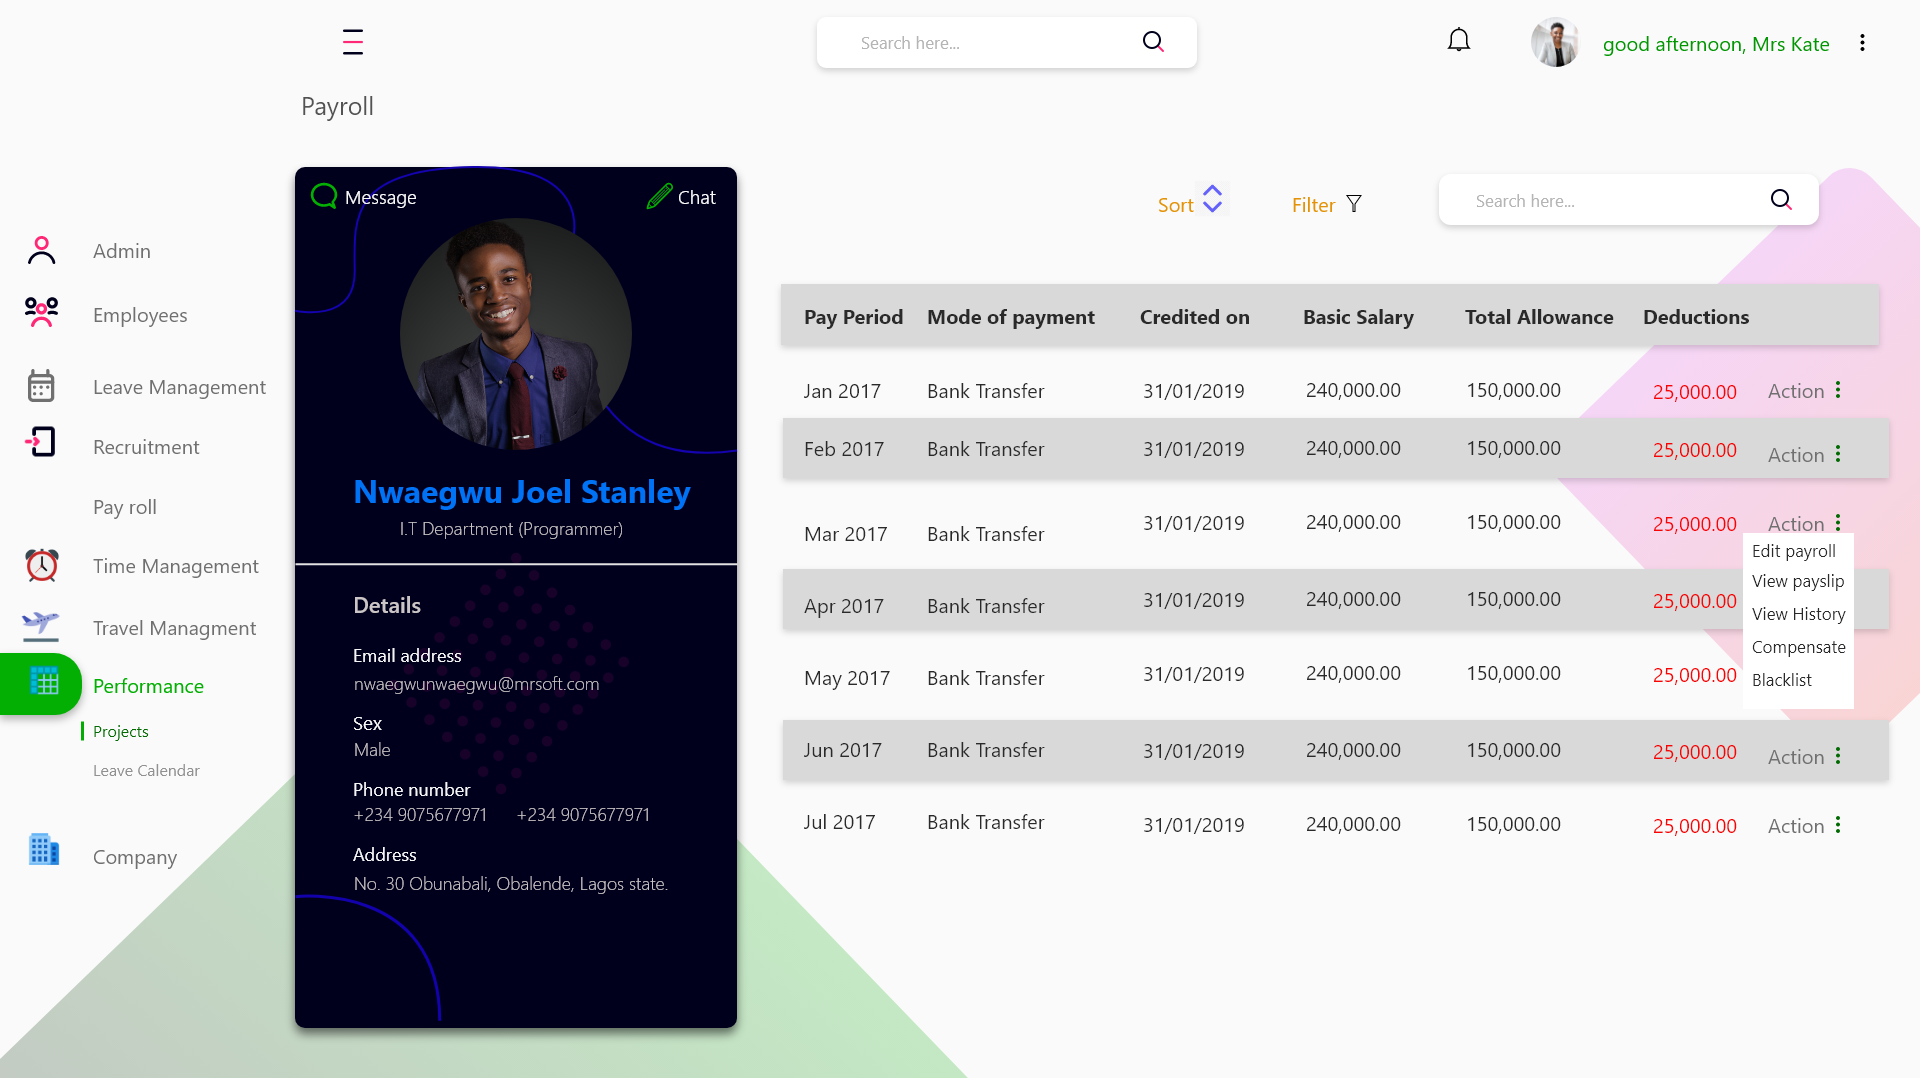 Search here...
good afternoon, Mrs Kate
Payroll
Admin
Employees
Leave Management
Recruitment
Pay roll
Time Management
Travel Managment
Performance
Projects
Leave Calendar
Company
Message
Chat
Nwaegwu Joel Stanley
I.T Department (Programmer)
Details
Email address
nwaegwunwaegwu@mrsoft.com
Sex
Male
Phone number
+234 9075677971 +234 9075677971
Address
No. 30 Obunabali, Obalende, Lagos state.
Sort
Filter
Search here...
Pay Period Mode of payment Credited on Basic Salary Total Allowance Deductions
Jan 2017 Bank Transfer 31/01/2019 240,000.00 150,000.00 25,000.00 Action
Feb 2017 Bank Transfer 31/01/2019 240,000.00 150,000.00 25,000.00 Action
Mar 2017 Bank Transfer 31/01/2019 240,000.00 150,000.00 25,000.00 Action
Apr 2017 Bank Transfer 31/01/2019 240,000.00 150,000.00 25,000.00
May 2017 Bank Transfer 31/01/2019 240,000.00 150,000.00 25,000.00
Jun 2017 Bank Transfer 31/01/2019 240,000.00 150,000.00 25,000.00 Action
Jul 2017 Bank Transfer 31/01/2019 240,000.00 150,000.00 25,000.00 Action
Edit payroll
View payslip
View History
Compensate
Blacklist